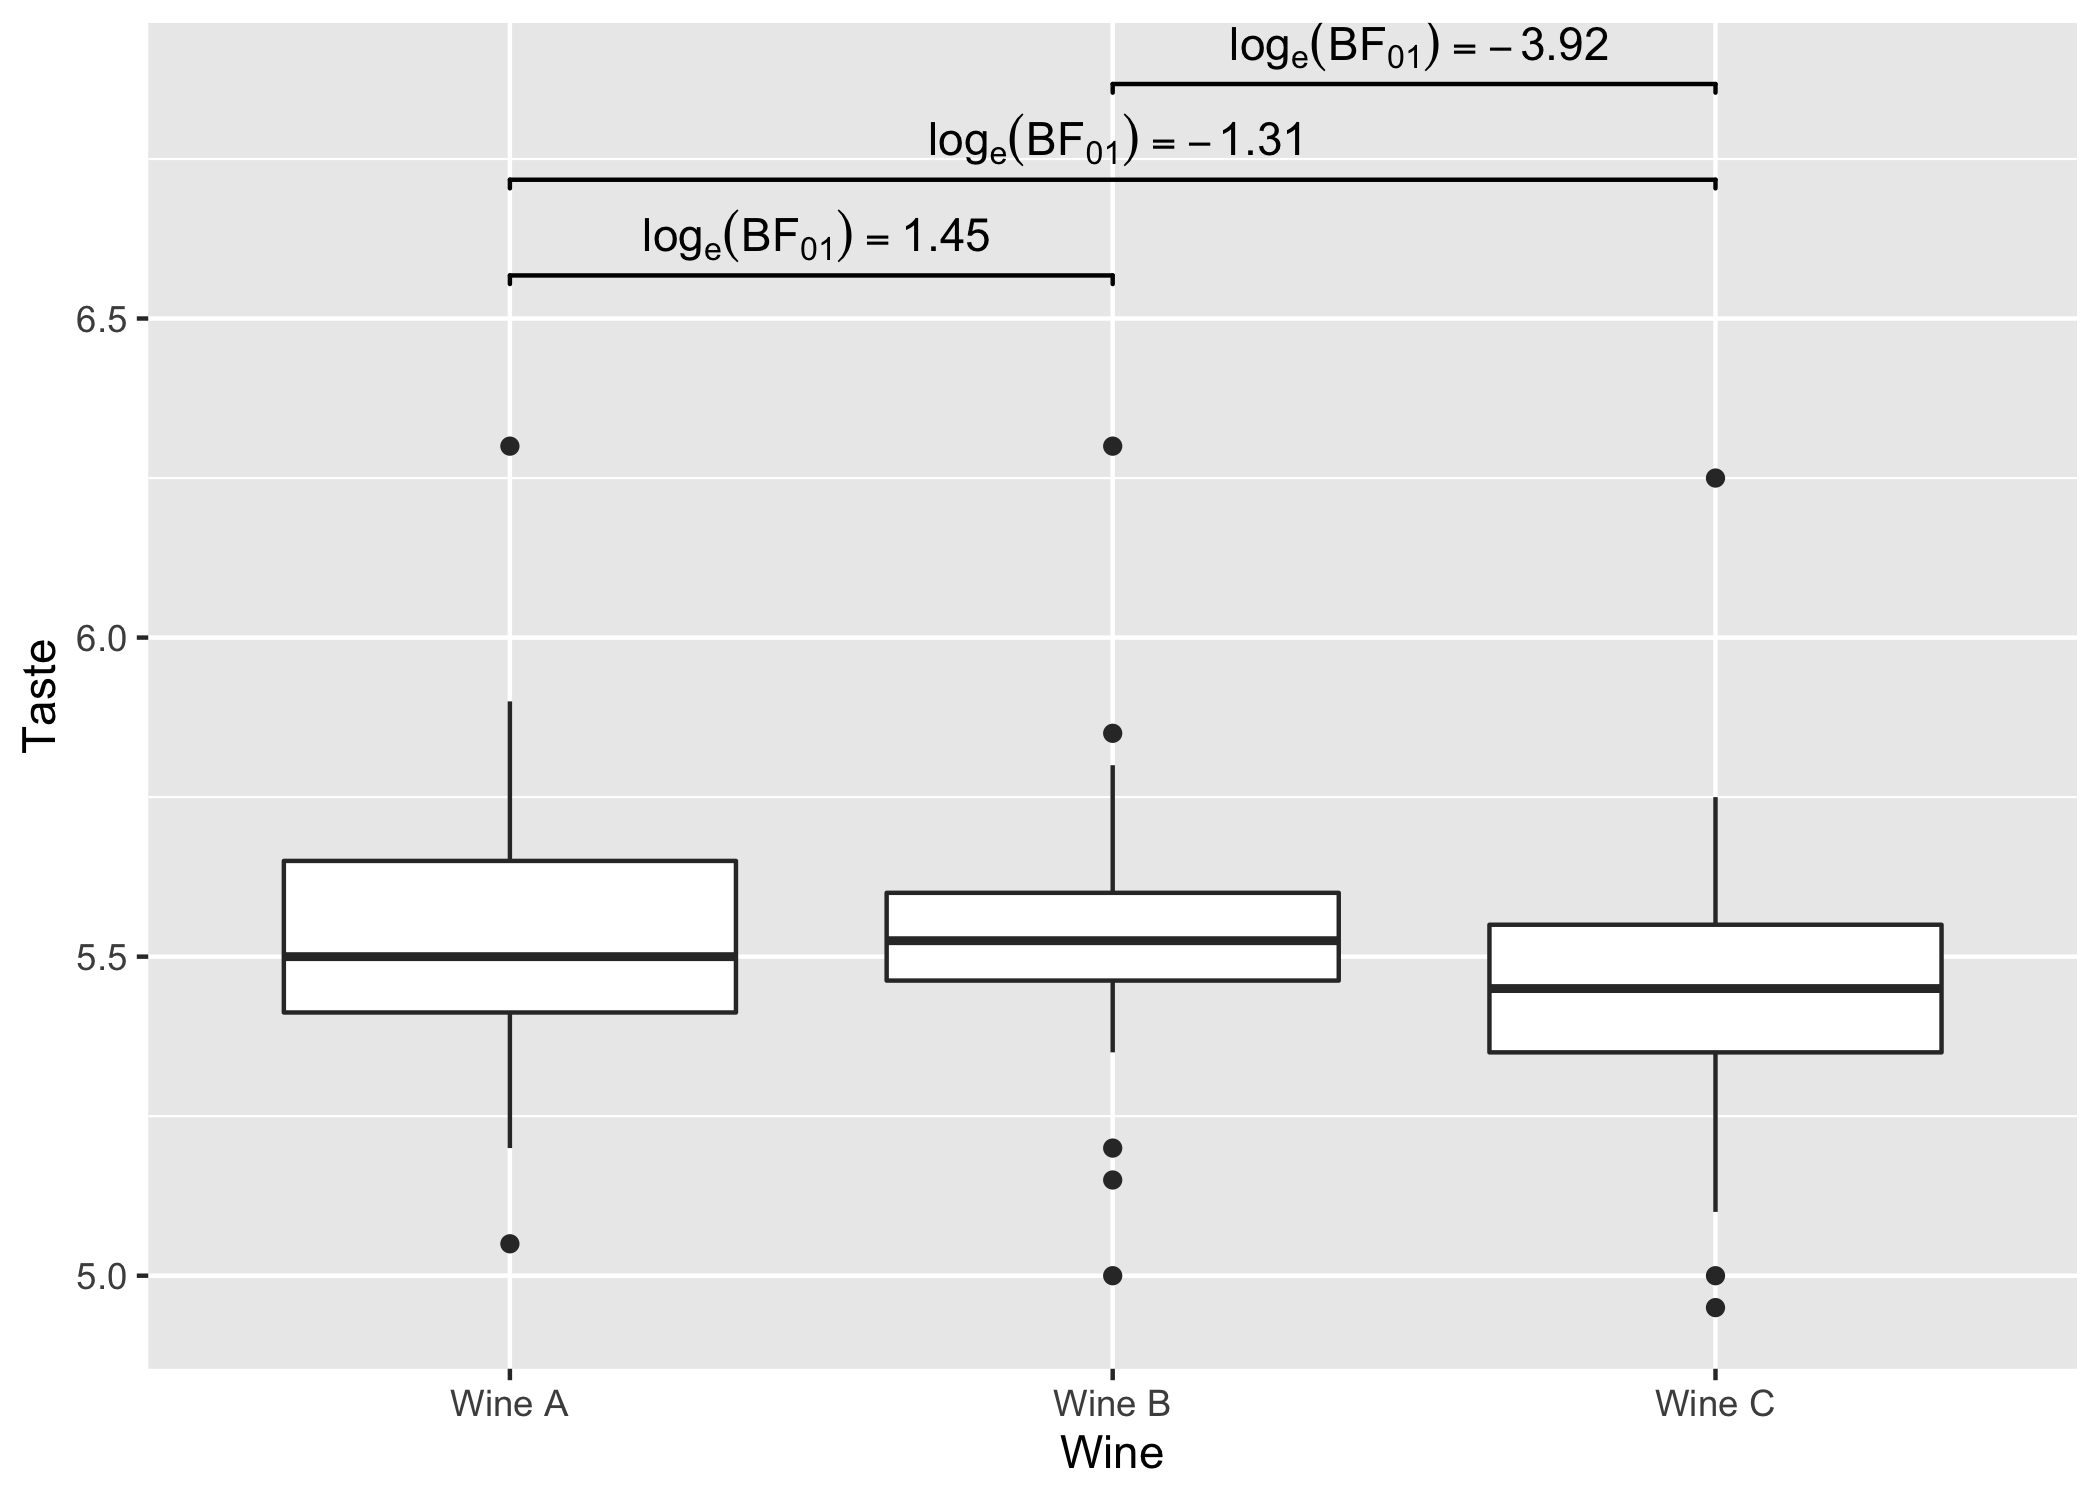 logₑ(BF₀₁) = − 3.92
logₑ(BF₀₁) = − 1.31
logₑ(BF₀₁) = 1.45
6.5
6.0
5.5
5.0
Taste
Wine A
Wine B
Wine C
Wine